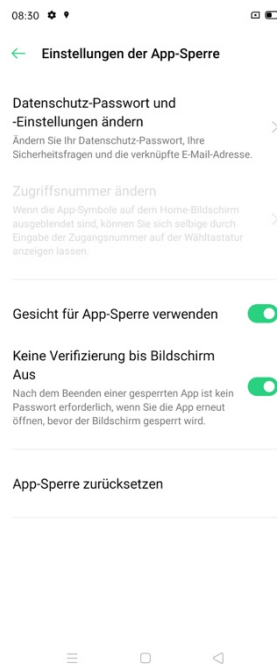 08:30
Einstellungen der App-Sperre
Datenschutz-Passwort und
-Einstellungen ändern
Ändern Sie Ihr Datenschutz-Passwort, Ihre
Sicherheitsfragen und die verknüpfte E-Mail-Adresse.
Zugriffsnummer ändern
Wenn die App-Symbole auf dem Home-Bildschirm
ausgeblendet sind, können Sie sich selbige durch
Eingabe der Zugangsnummer auf der Wähltastatur
anzeigen lassen.
Gesicht für App-Sperre verwenden
Keine Verifizierung bis Bildschirm
Aus
Nach dem Beenden einer gesperrten App ist kein
Passwort erforderlich, wenn Sie die App erneut
öffnen, bevor der Bildschirm gesperrt wird.
App-Sperre zurücksetzen